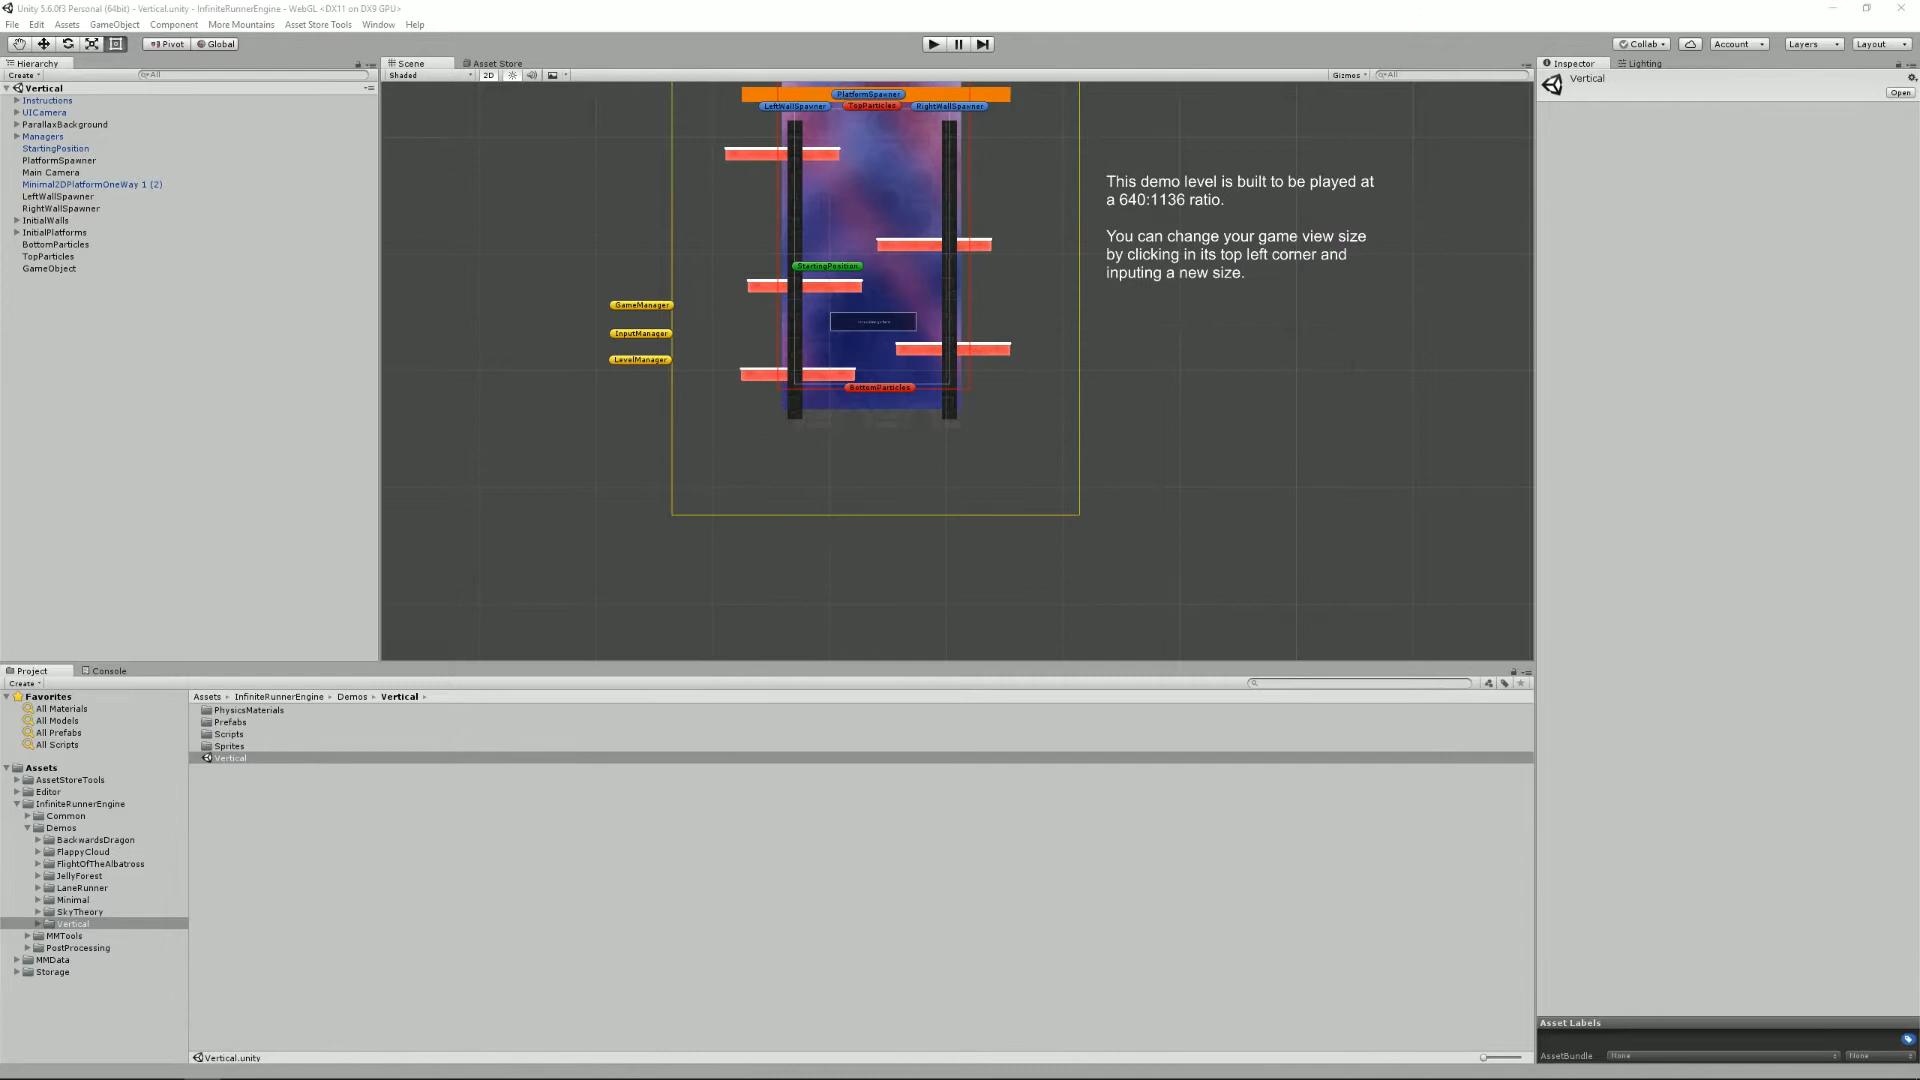 Unity 5.6.0f3 Personal (64bit) - Vertical.unity - InfiniteRunnerEngine - WebGL <DX11 on DX9 GPU>
File Edit Assets GameObject Component More Mountains Asset Store Tools Window Help
Pivot Global Collab Account Layers Layout
Hierarchy Scene Asset Store Inspector Lighting
Create All Shaded 2D Gizmos All Vertical
Open
Vertical
Instructions
UICamera
ParallaxBackground
Managers
StartingPosition
PlatformSpawner
Main Camera
Minimal2DPlatformOneWay 1 (2)
LeftWallSpawner
RightWallSpawner
InitialWalls
InitialPlatforms
BottomParticles
TopParticles
GameObject
PlatformSpawner
LeftWallSpawner TopParticles RightWallSpawner
StartingPosition
GameManager
InputManager
LevelManager
BottomParticles
This demo level is built to be played at
a 640:1136 ratio.
You can change your game view size
by clicking in its top left corner and
inputing a new size.
Project Console
Create
Favorites
All Materials
All Models
All Prefabs
All Scripts
Assets
AssetStoreTools
Editor
InfiniteRunnerEngine
Common
Demos
BackwardsDragon
FlappyCloud
FlightOfTheAlbatross
JellyForest
LaneRunner
Minimal
SkyTheory
Vertical
MMTools
PostProcessing
MMData
Storage
Assets InfiniteRunnerEngine Demos Vertical
PhysicsMaterials
Prefabs
Scripts
Sprites
Vertical
Vertical.unity
Asset Labels
AssetBundle None None